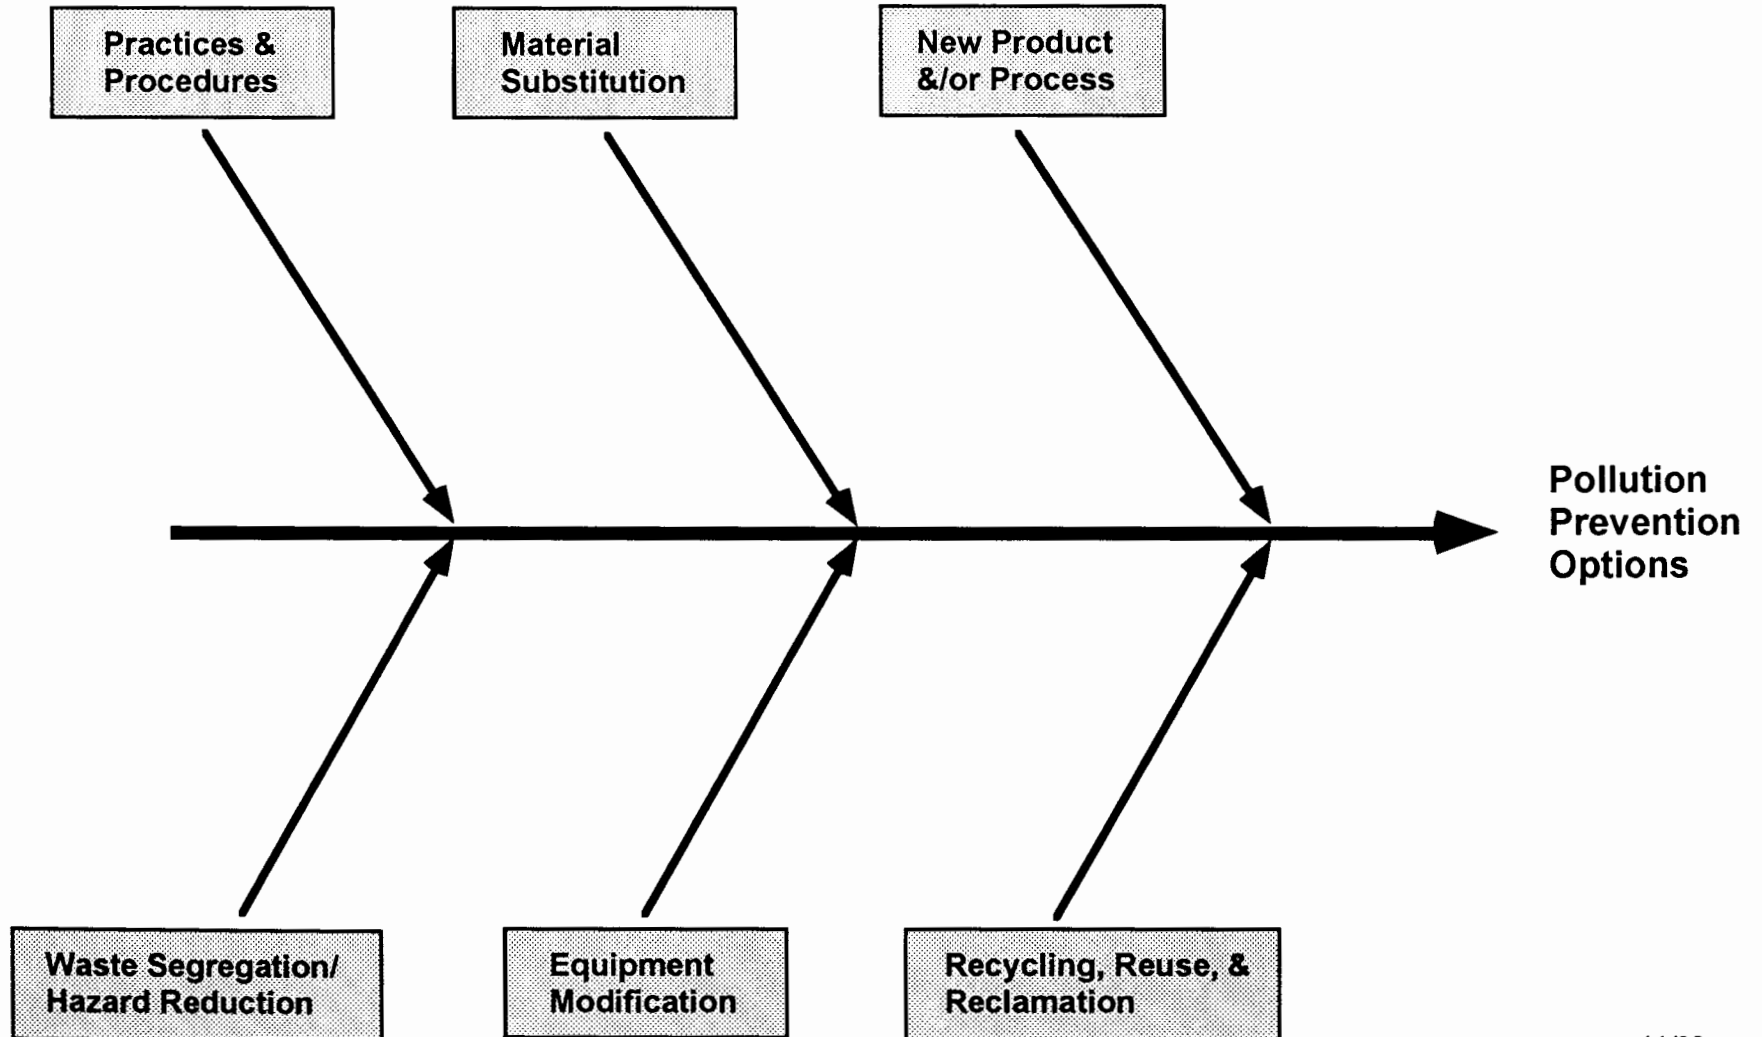 Practices &
Procedures
Material
Substitution
New Product
&/or Process
Pollution
Prevention
Options
Waste Segregation/
Hazard Reduction
Equipment
Modification
Recycling, Reuse, &
Reclamation